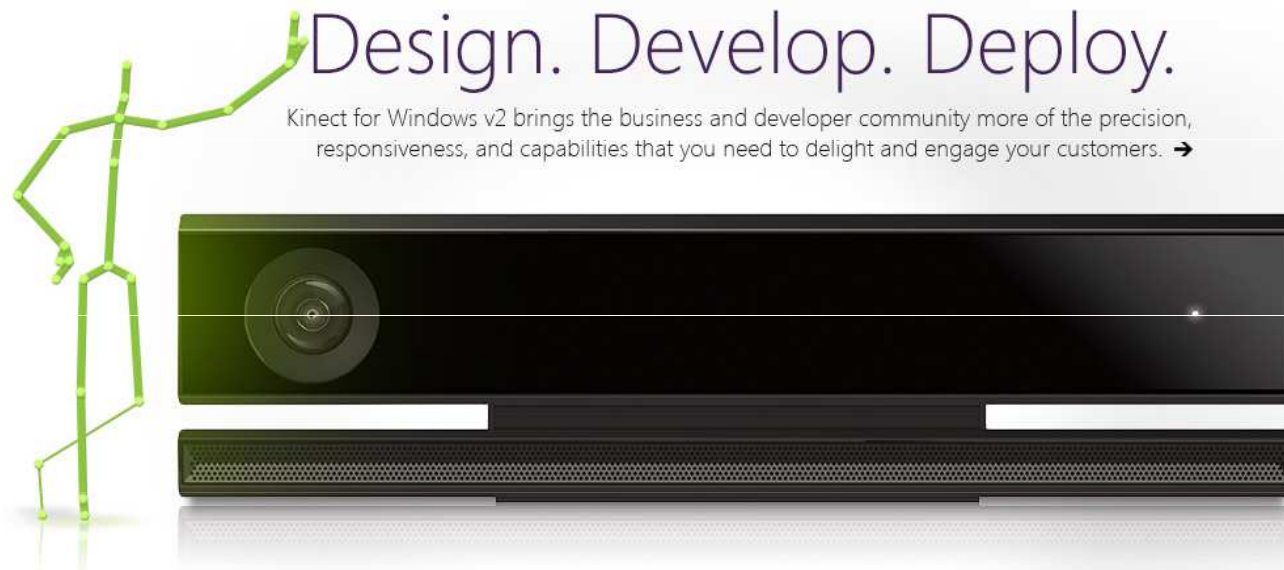 Design. Develop. Deploy.
Kinect for Windows v2 brings the business and developer community more of the precision,
responsiveness, and capabilities that you need to delight and engage your customers. →